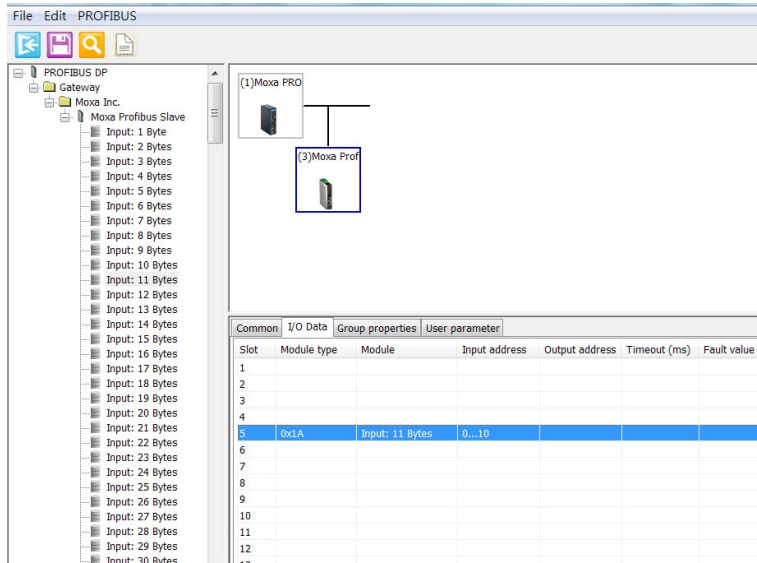 File Edit PROFIBUS
PROFIBUS DP
Gateway
Moxa Inc.
Moxa Profibus Slave
Input: 1 Byte
Input: 2 Bytes
Input: 3 Bytes
Input: 4 Bytes
Input: 5 Bytes
Input: 6 Bytes
Input: 7 Bytes
Input: 8 Bytes
Input: 9 Bytes
Input: 10 Bytes
Input: 11 Bytes
Input: 12 Bytes
Input: 13 Bytes
Input: 14 Bytes
Input: 15 Bytes
Input: 16 Bytes
Input: 17 Bytes
Input: 18 Bytes
Input: 19 Bytes
Input: 20 Bytes
Input: 21 Bytes
Input: 22 Bytes
Input: 23 Bytes
Input: 24 Bytes
Input: 25 Bytes
Input: 26 Bytes
Input: 27 Bytes
Input: 28 Bytes
Input: 29 Bytes
Input: 30 Bytes
(1)Moxa PRO
(3)Moxa Prof
Common I/O Data Group properties User parameter
Slot Module type Module Input address Output address Timeout (ms) Fault value
1
2
3
4
5 0x1A Input: 11 Bytes 0...10
6
7
8
9
10
11
12